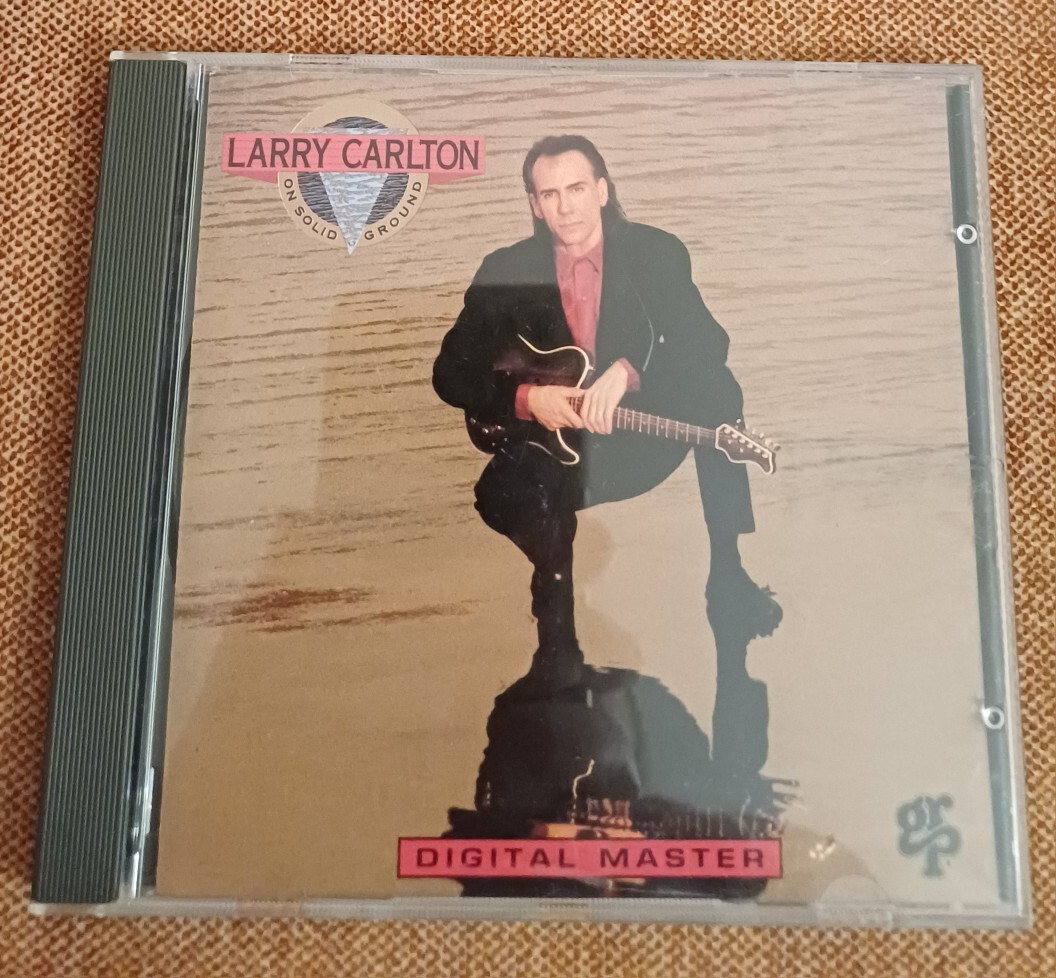 LARRY CARLTON
ON SOLID GROUND
DIGITAL MASTER
grp